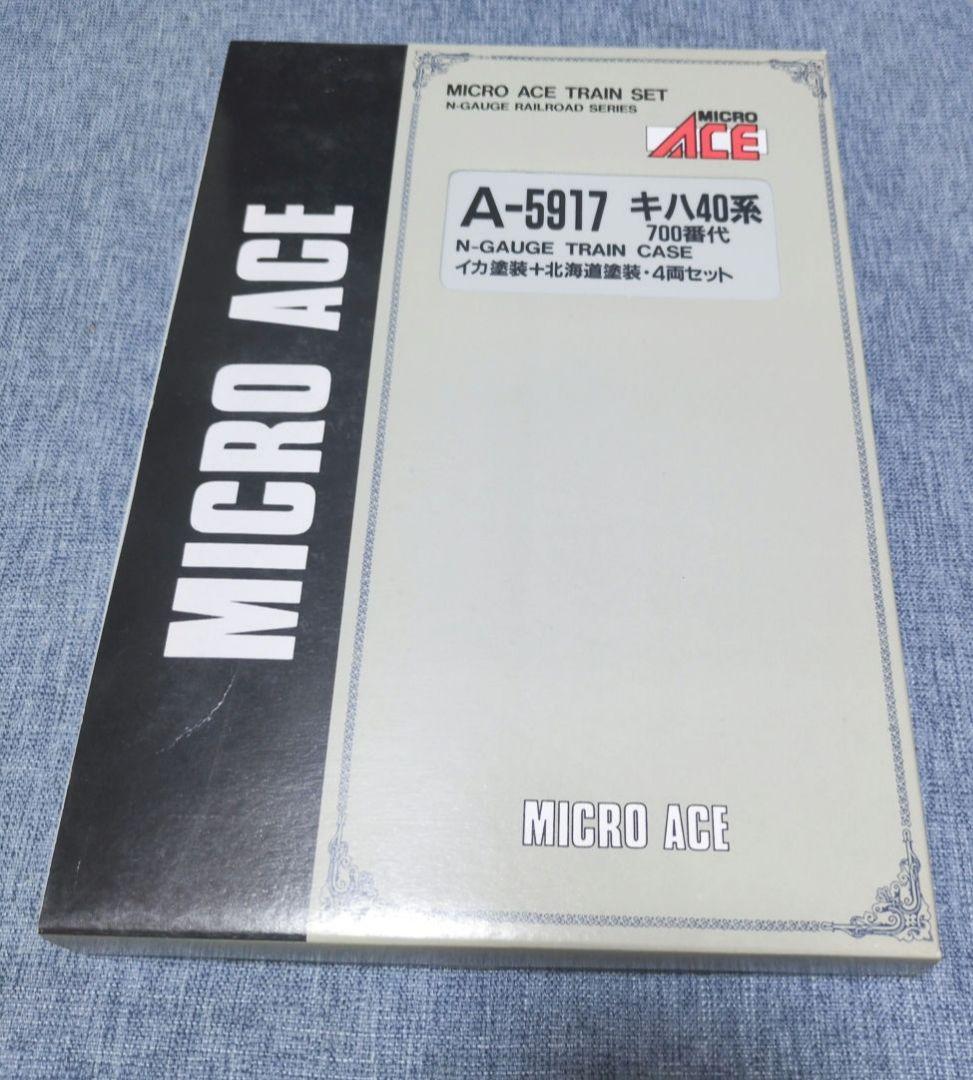 MICRO ACE TRAIN SET
N-GAUGE RAILROAD SERIES
MICRO
ACE
A-5917 キハ40系
700番代
N-GAUGE TRAIN CASE
イカ塗装+北海道塗装・4両セット
MICRO ACE
MICRO ACE